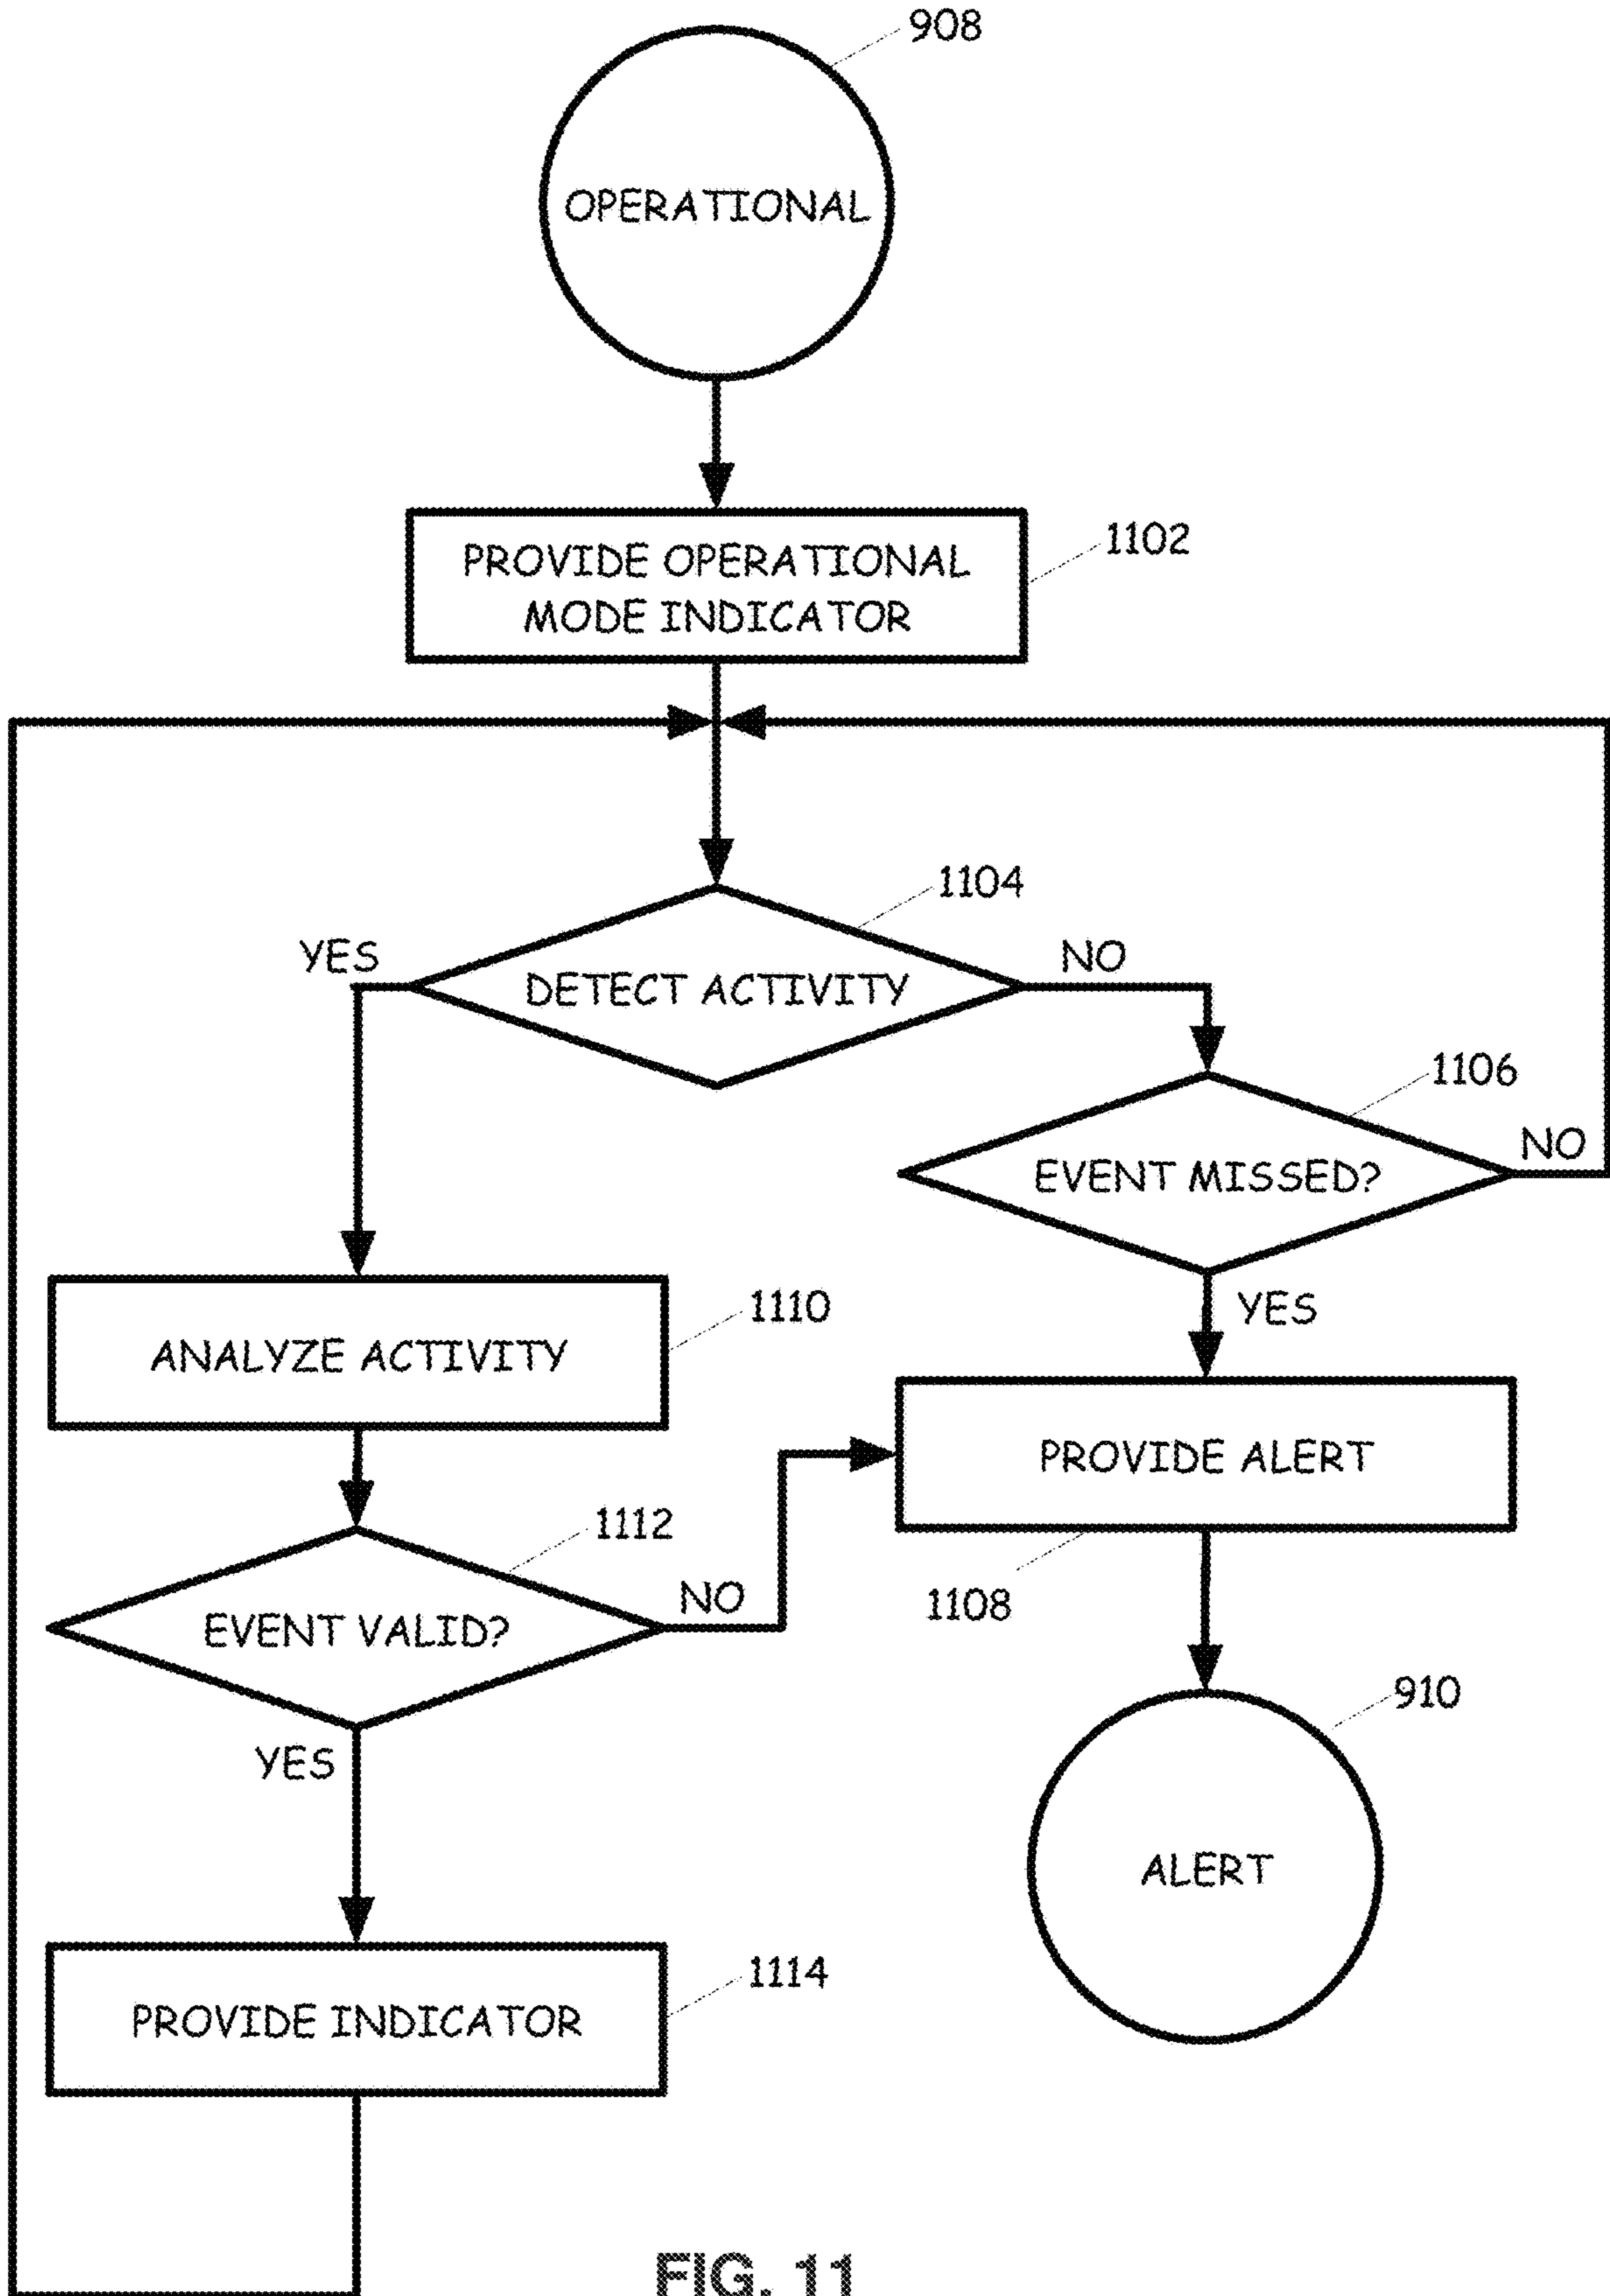 908
OPERATIONAL
1102
PROVIDE OPERATIONAL
MODE INDICATOR
1104
YES
NO
DETECT ACTIVITY
1106
NO
EVENT MISSED?
YES
1110
ANALYZE ACTIVITY
PROVIDE ALERT
1112
NO
1108
EVENT VALID?
910
YES
ALERT
1114
PROVIDE INDICATOR
FIG. 11